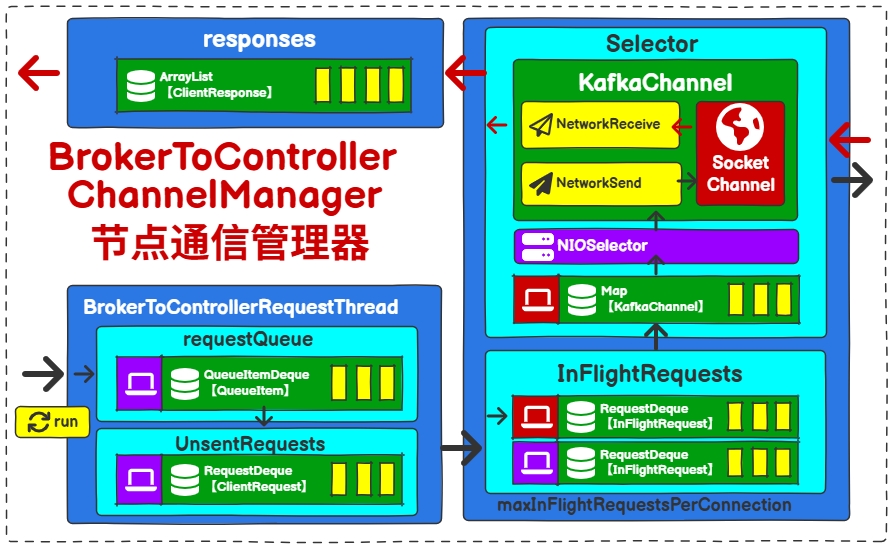 responses
ArrayList
【ClientResponse】
BrokerToController
ChannelManager
节点通信管理器
BrokerToControllerRequestThread
requestQueue
QueueItemDeque
【QueueItem】
run
UnsentRequests
RequestDeque
【ClientRequest】
Selector
KafkaChannel
NetworkReceive
NetworkSend
Socket
Channel
NIOSelector
Map
【KafkaChannel】
InFlightRequests
RequestDeque
【InFlightRequest】
RequestDeque
【InFlightRequest】
maxInFlightRequestsPerConnection